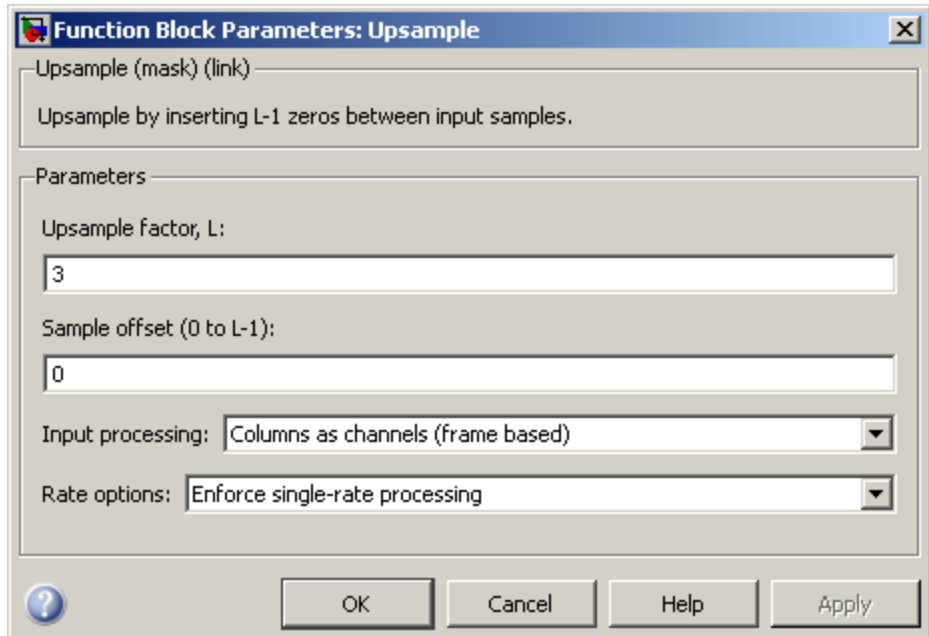 Function Block Parameters: Upsample
Upsample (mask) (link)
Upsample by inserting L-1 zeros between input samples.
Parameters
Upsample factor, L:
3
Sample offset (0 to L-1):
0
Input processing: Columns as channels (frame based)
Rate options: Enforce single-rate processing
? OK Cancel Help Apply